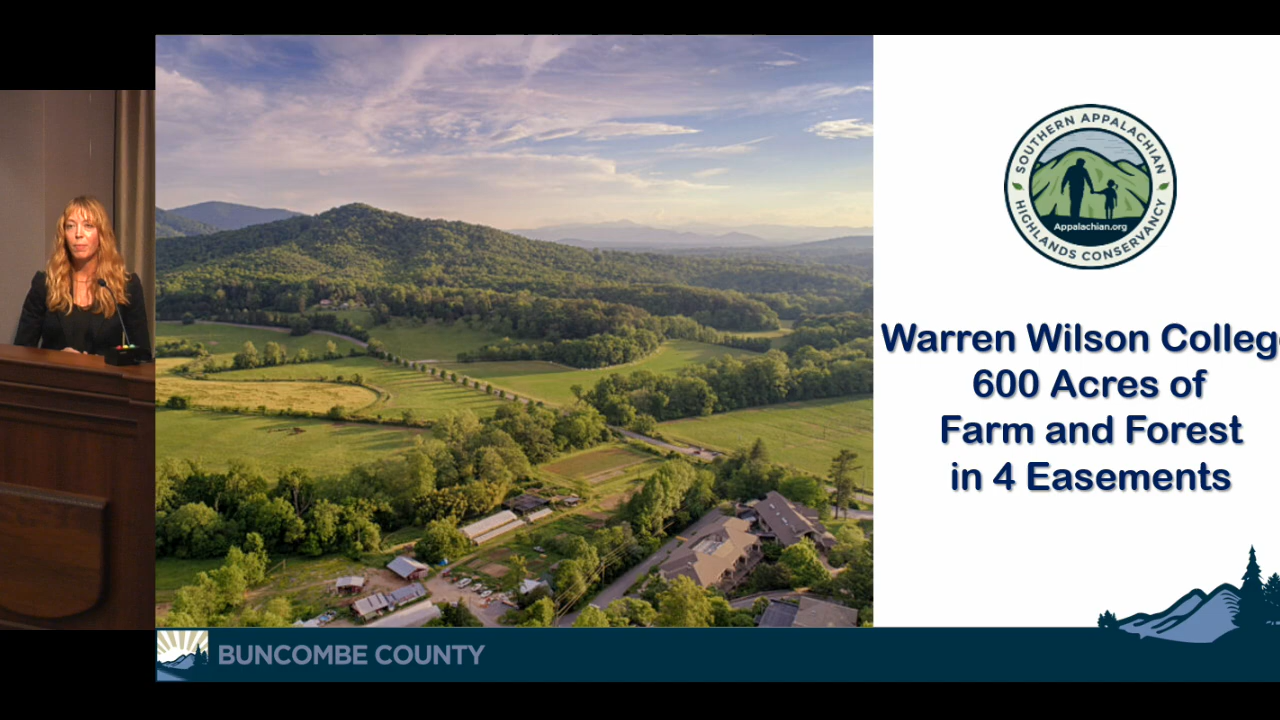 SOUTHERN APPALACHIAN
HIGHLANDS CONSERVANCY
Appalachian.org
Warren Wilson Colleg
600 Acres of
Farm and Forest
in 4 Easements
BUNCOMBE COUNTY